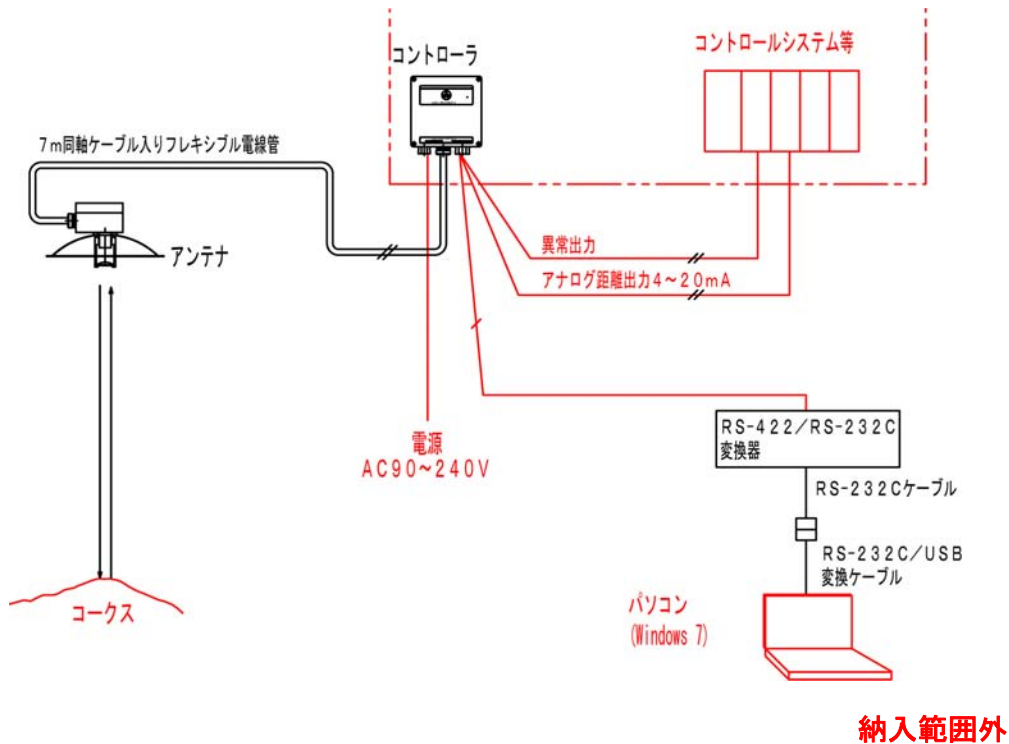 コントロールシステム等
コントローラ
7m同軸ケーブル入りフレキシブル電線管
アンテナ
異常出力
アナログ距離出力4~20mA
電源
AC90~240V
RS-422/RS-232C
変換器
RS-232Cケーブル
RS-232C/USB
変換ケーブル
コークス
パソコン
(Windows 7)
納入範囲外